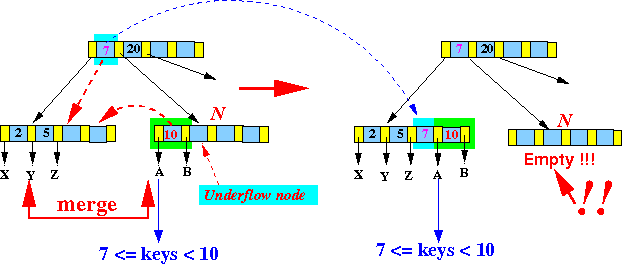 7 20
7 20
N
N
2 5
10
2 5 7 10
X Y Z
A B
X Y Z A B
Empty !!!
Underflow node
merge
!!
7 <= keys < 10
7 <= keys < 10